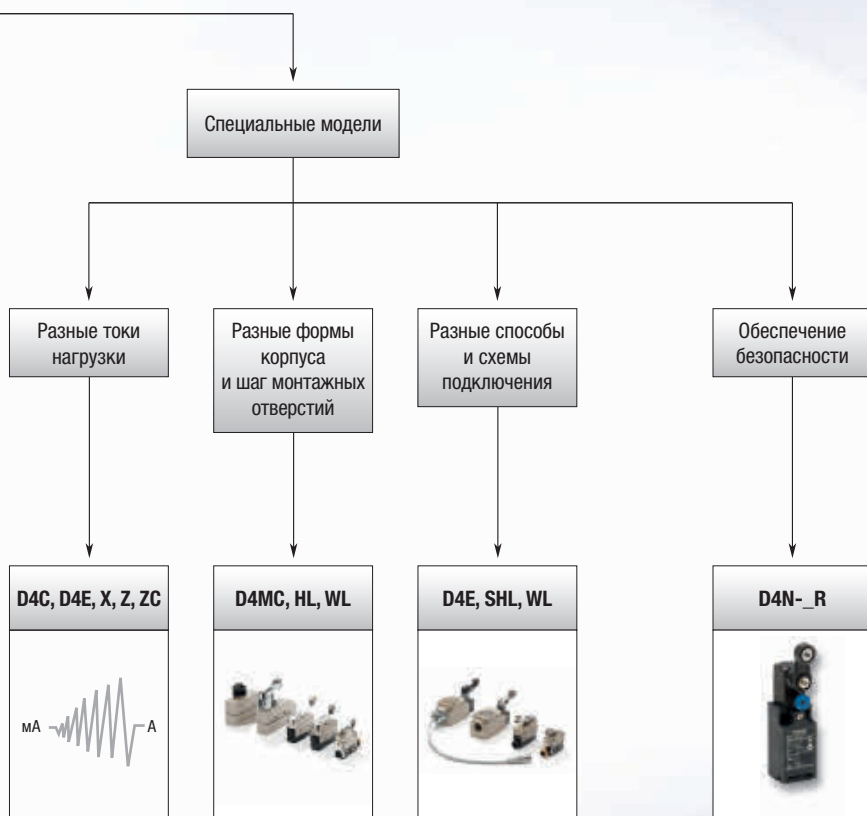 Специальные модели
Разные токи
нагрузки
Разные формы
корпуса
и шаг монтажных
отверстий
Разные способы
и схемы
подключения
Обеспечение
безопасности
D4C, D4E, X, Z, ZC
D4MC, HL, WL
D4E, SHL, WL
D4N-_R
мА
А